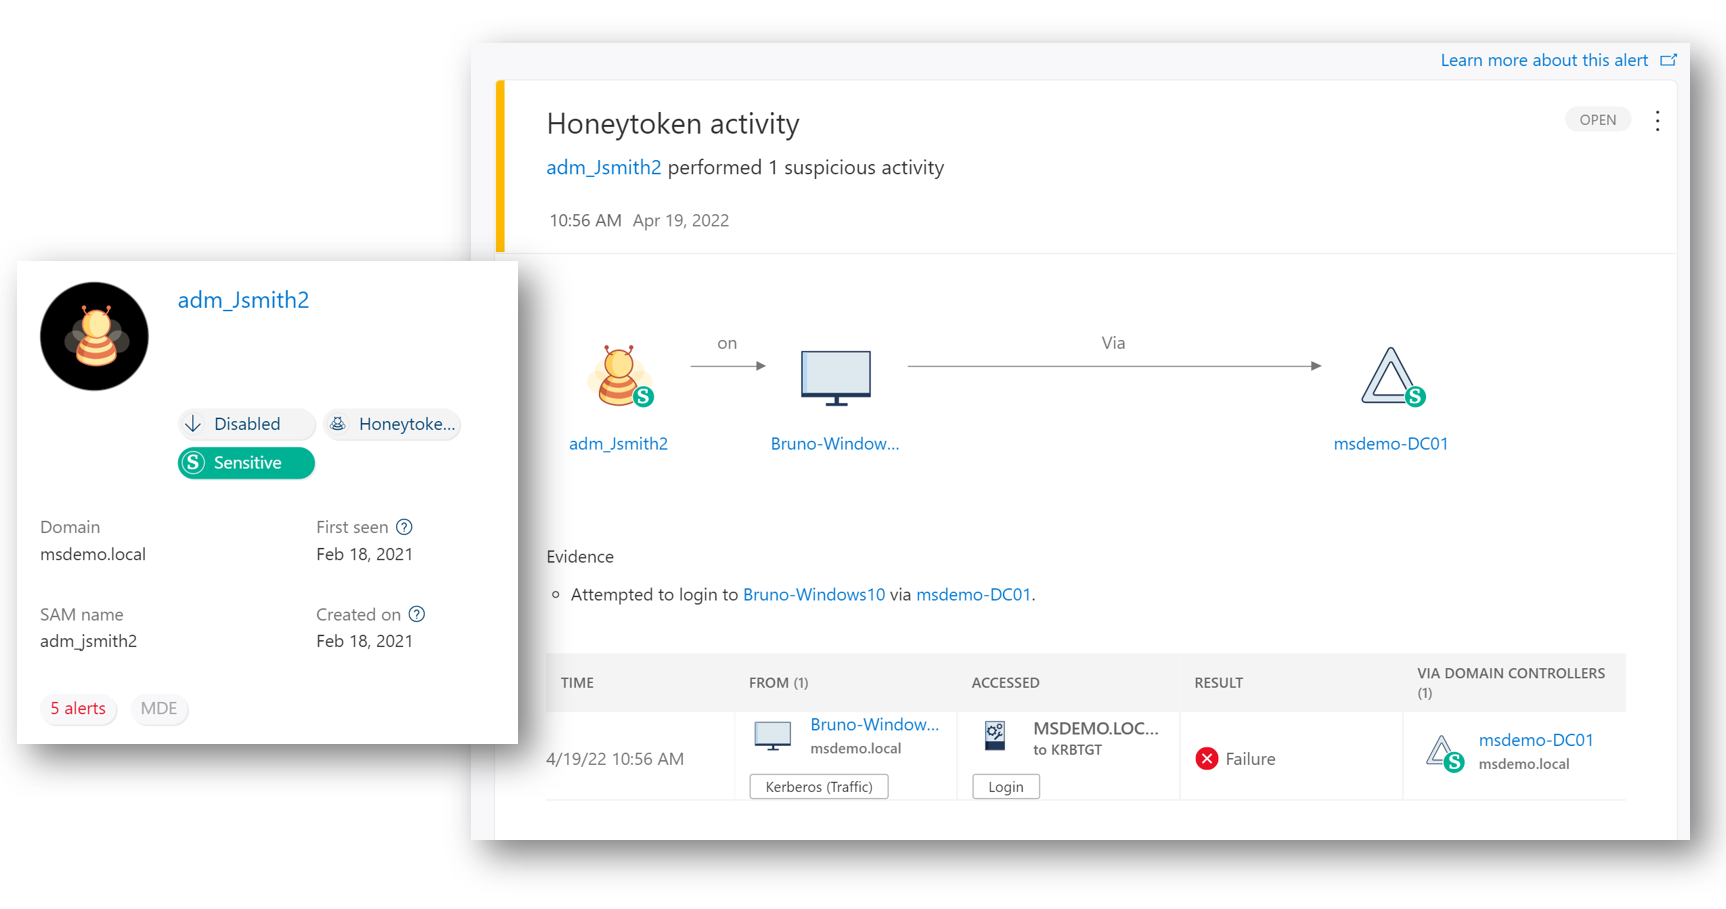 Learn more about this alert
Honeytoken activity
OPEN
adm_Jsmith2 performed 1 suspicious activity
10:56 AM Apr 19, 2022
adm_Jsmith2
Disabled
Honeytoke...
S Sensitive
Domain
First seen ?
msdemo.local
Feb 18, 2021
SAM name
Created on ?
adm_jsmith2
Feb 18, 2021
5 alerts
MDE
on
Via
S
S
adm_Jsmith2
Bruno-Window...
msdemo-DC01
Evidence
Attempted to login to Bruno-Windows10 via msdemo-DC01.
TIME
FROM (1)
ACCESSED
RESULT
VIA DOMAIN CONTROLLERS
(1)
4/19/22 10:56 AM
Bruno-Window...
msdemo.local
Kerberos (Traffic)
MSDEMO.LOC...
to KRBTGT
Login
Failure
msdemo-DC01
msdemo.local
S